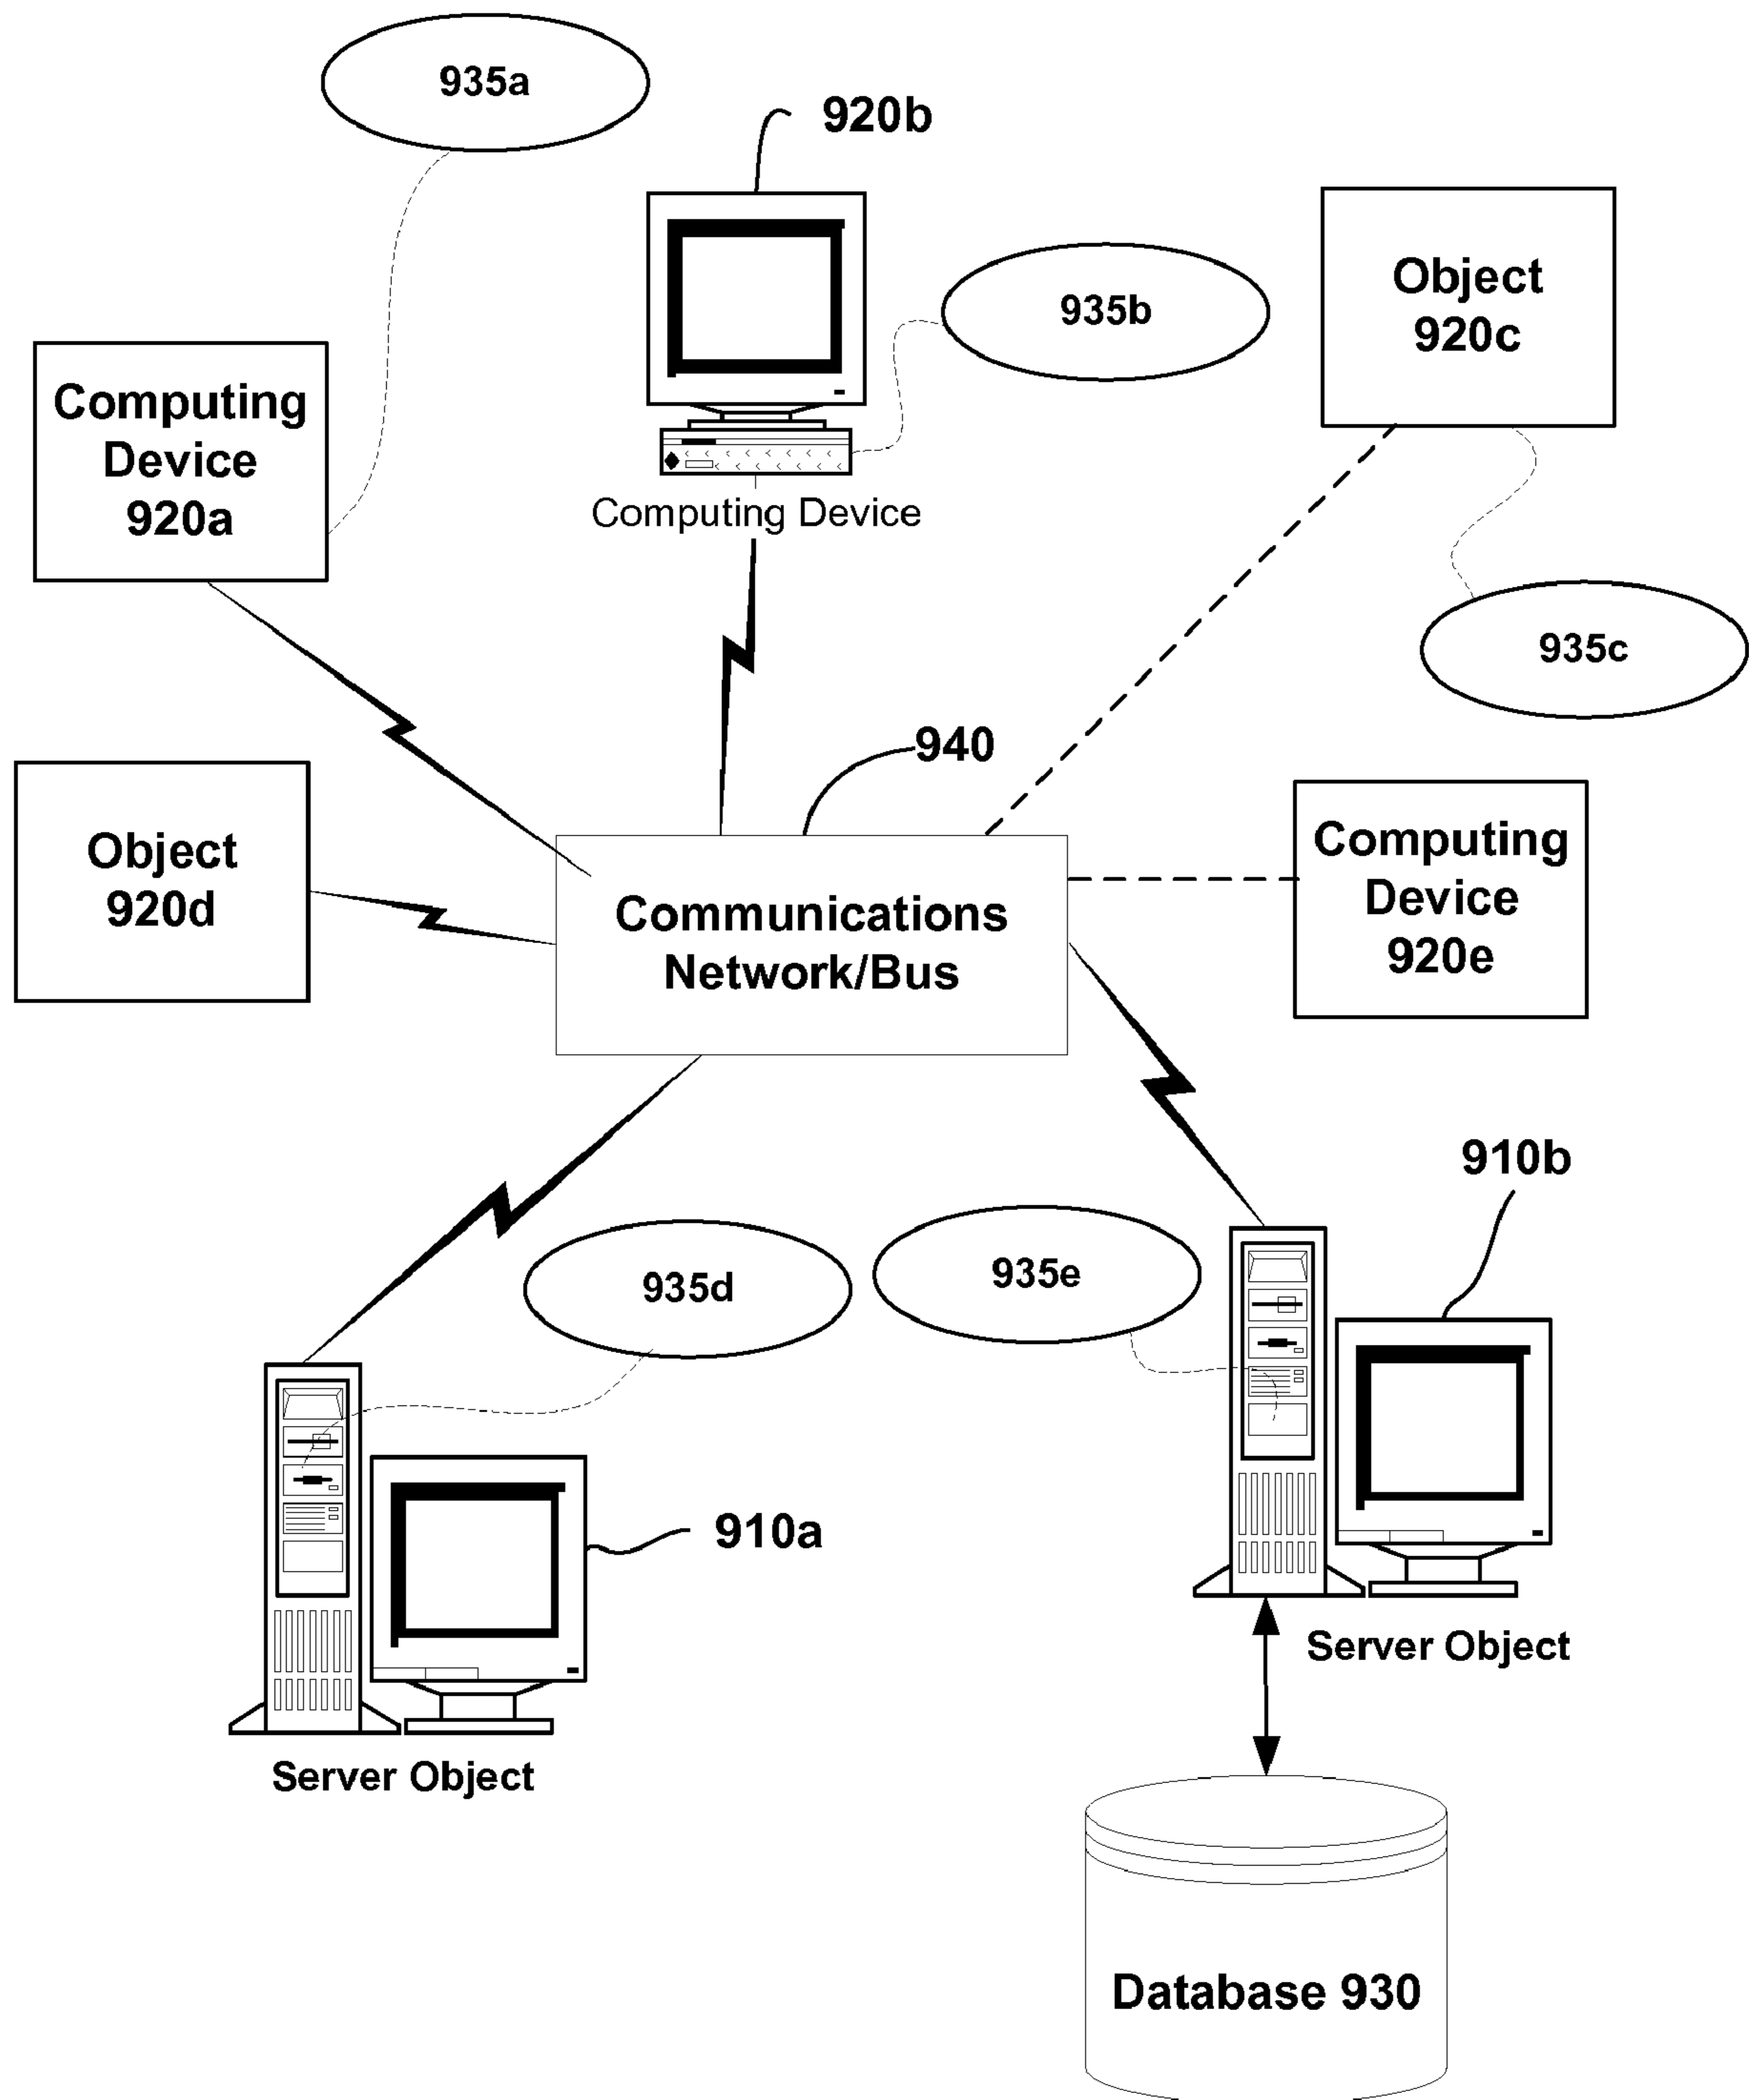 935a
920b
935b
Object
920c
Computing
Device
920a
Computing Device
935c
940
Object
920d
Computing
Device
920e
Communications
Network/Bus
910b
935d
935e
910a
Server Object
Server Object
Database 930